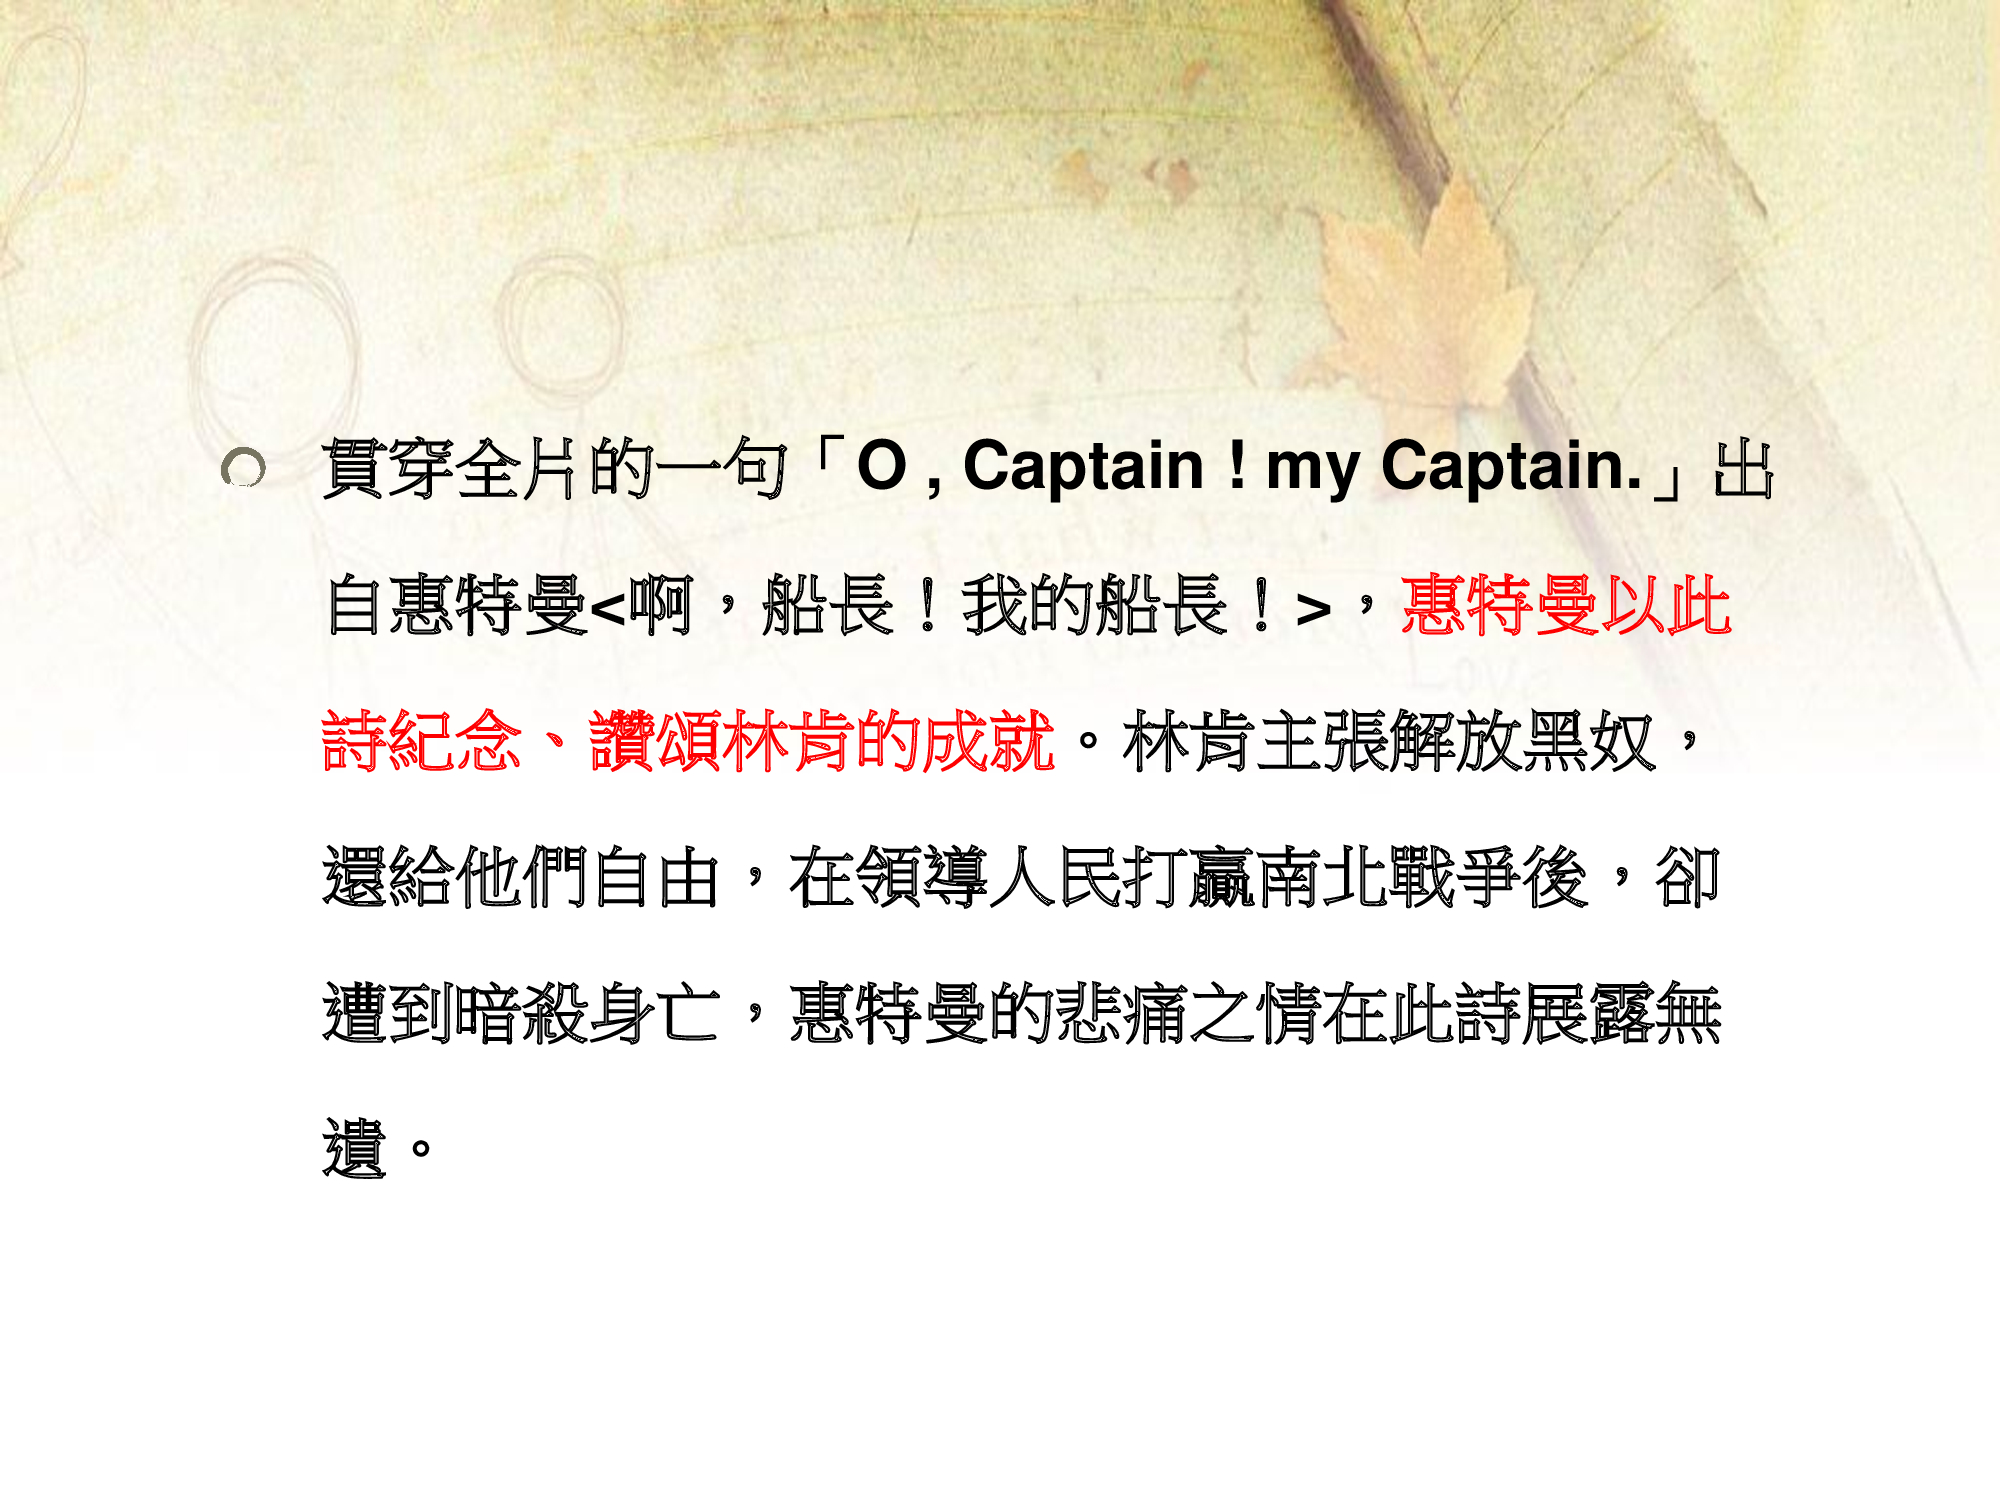 貫穿全片的一句「O , Captain ! my Captain.」出
自惠特曼<啊，船長！我的船長！>，惠特曼以此
詩紀念、讚頌林肯的成就。林肯主張解放黑奴，
還給他們自由，在領導人民打贏南北戰爭後，卻
遭到暗殺身亡，惠特曼的悲痛之情在此詩展露無
遺。
Love